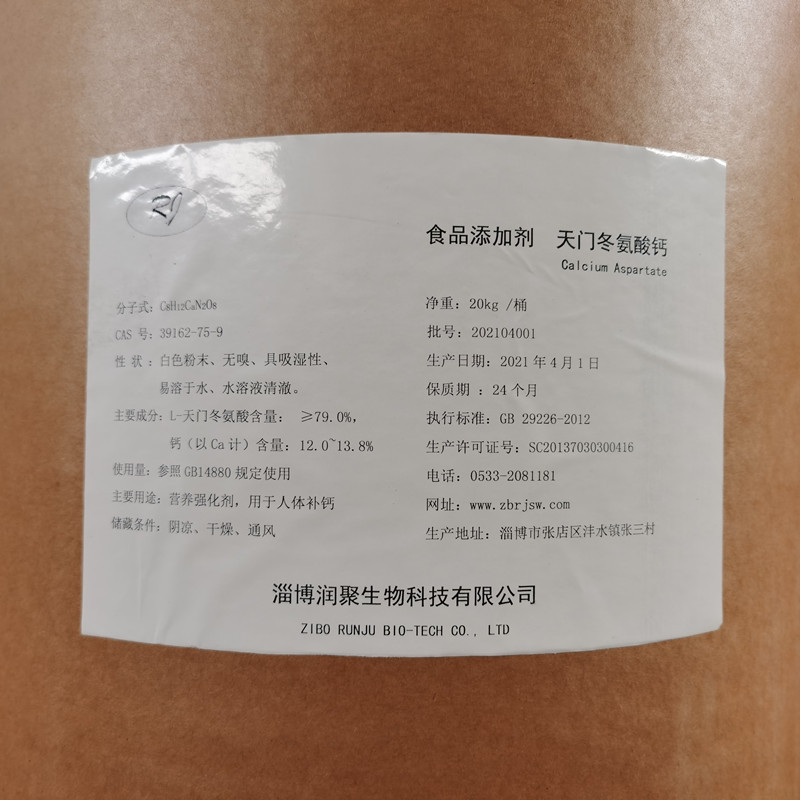 21
食品添加剂 天门冬氨酸钙
Calcium Aspartate
分子式：C8H12CaN2O8
CAS 号：39162-75-9
性 状：白色粉末、无嗅、具吸湿性、
易溶于水、水溶液清澈。
主要成分：L-天门冬氨酸含量： ≥79.0%，
钙（以 Ca 计）含量：12.0~13.8%
使用量：参照 GB14880 规定使用
主要用途：营养强化剂，用于人体补钙
储藏条件：阴凉、干燥、通风
净重：20kg /桶
批号：202104001
生产日期：2021 年 4 月 1 日
保质期 ：24 个月
执行标准：GB 29226-2012
生产许可证号：SC20137030300416
电话：0533-2081181
网址：www.zbrjsw.com
生产地址：淄博市张店区沣水镇张三村
淄博润聚生物科技有限公司
ZIBO RUNJU BIO-TECH CO., LTD